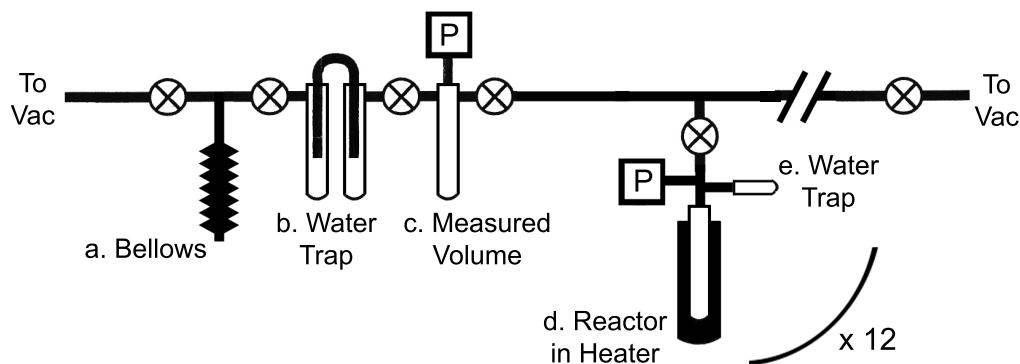 P
To
Vac
To
Vac
P
e. Water
Trap
b. Water
Trap
c. Measured
Volume
a. Bellows
d. Reactor
in Heater
x 12